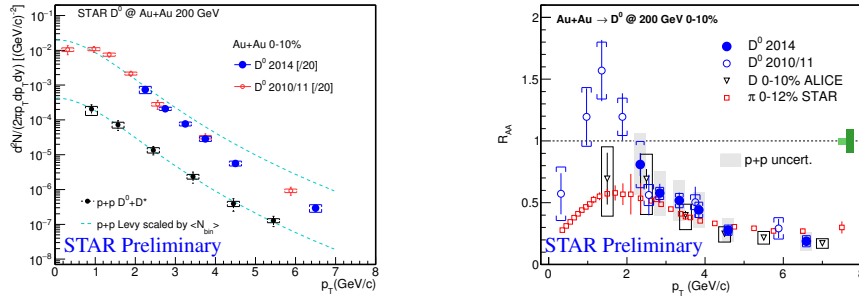 STAR D⁰ @ Au+Au 200 GeV
Au+Au 0-10%
D⁰ 2014 [/20]
D⁰ 2010/11 [/20]
p+p D⁰+D*
p+p Levy scaled by <N_bin>
STAR Preliminary
d²N/(2πp_T dp_T dy) [(GeV/c)⁻²]
10⁻¹
10⁻²
10⁻³
10⁻⁴
10⁻⁵
10⁻⁶
10⁻⁷
10⁻⁸
0 1 2 3 4 5 6 7 8
p_T(GeV/c)
Au+Au → D⁰ @ 200 GeV 0-10%
D⁰ 2014
D⁰ 2010/11
D 0-10% ALICE
π 0-12% STAR
p+p uncert.
STAR Preliminary
R_AA
2
1.5
1
0.5
0
0 2 4 6 8
p_T(GeV/c)